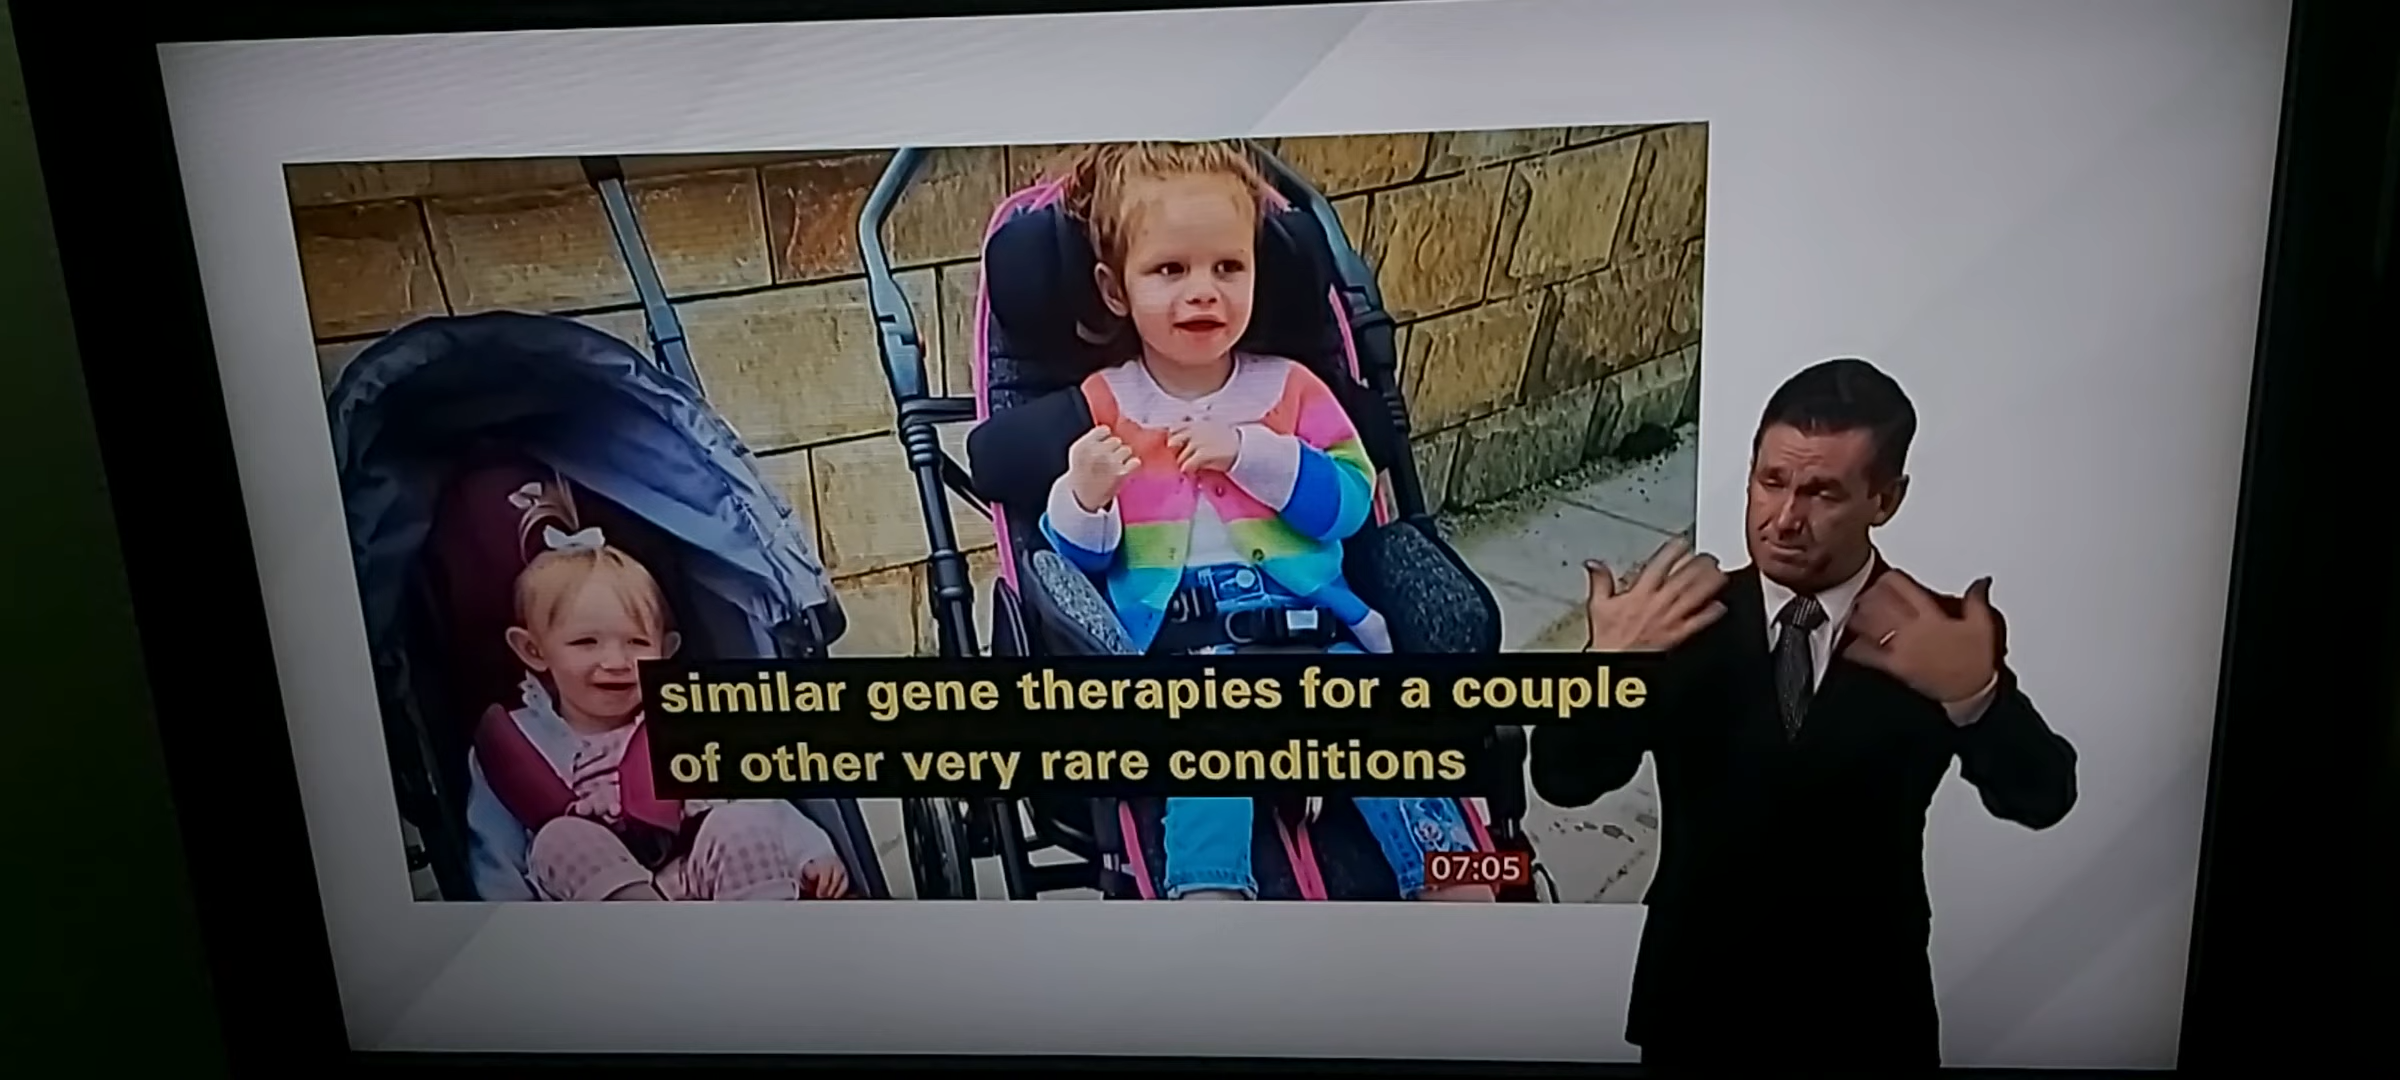 similar gene therapies for a couple
of other very rare conditions
07:05